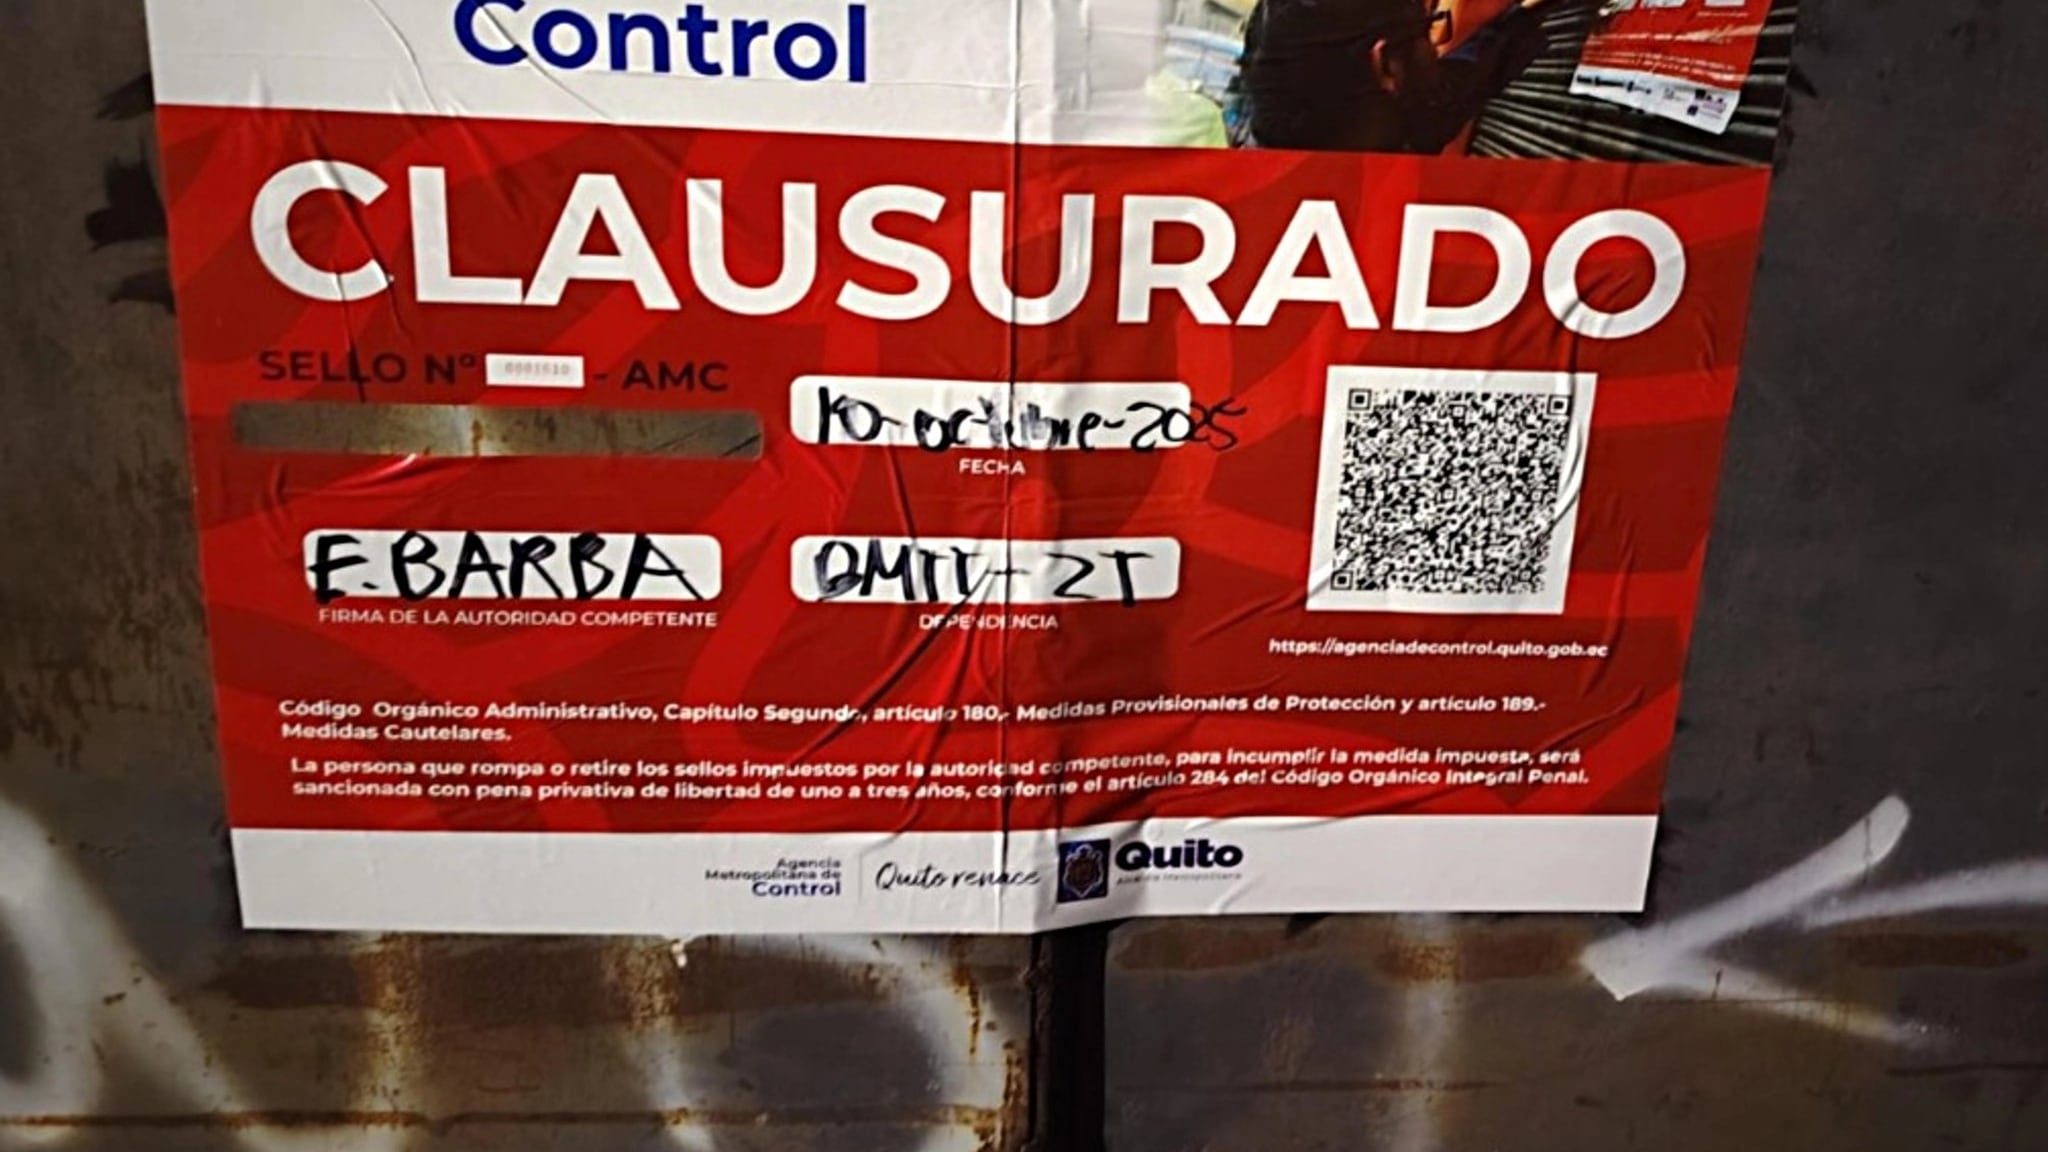 Control
CLAUSURADO
SELLO Nº 0001610 - AMC
10-octubre-2025
FECHA
E. BARBA
FIRMA DE LA AUTORIDAD COMPETENTE
DEPENDENCIA
https://agenciadecontrol.quito.gob.ec
Código Orgánico Administrativo, Capítulo Segundo, artículo 180.- Medidas Provisionales de Protección y artículo 189.-
Medidas Cautelares.
La persona que rompa o retire los sellos impuestos por la autoridad competente, para incumplir la medida impuesta, será
sancionada con pena privativa de libertad de uno a tres años, conforme el artículo 284 del Código Orgánico Integral Penal.
Agencia
Metropolitana de
Control
Quito renace
Quito
Alcaldía Metropolitana